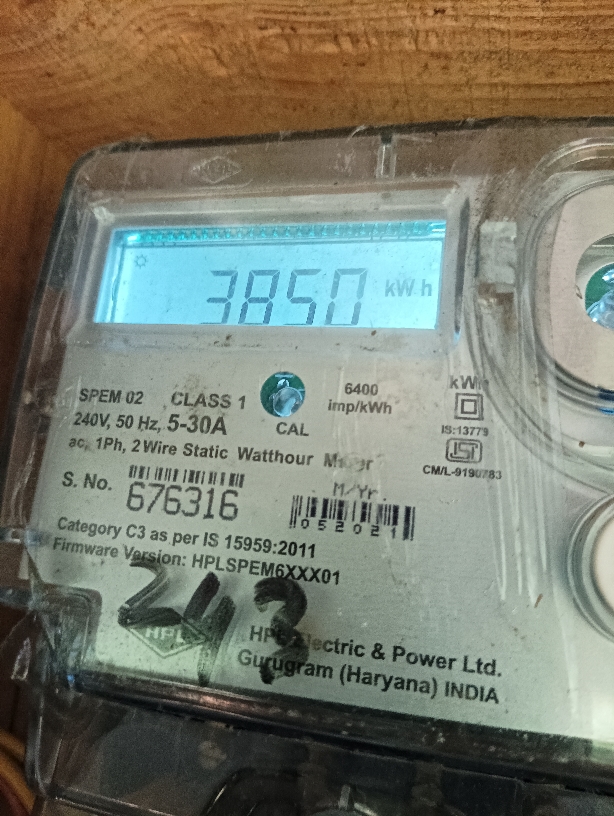 3850 kWh
SPEM 02 CLASS 1
6400
imp/kWh
240V, 50 Hz, 5-30A
CAL
IS:13779
ac, 1Ph, 2 Wire Static Watthour
CM/L-9190783
S. No.
676316
M/Yr.
052021
Category C3 as per IS 15959:2011
Firmware Version: HPLSPEM6XXX01
243
HPL
HPL Electric & Power Ltd.
Gurugram (Haryana) INDIA